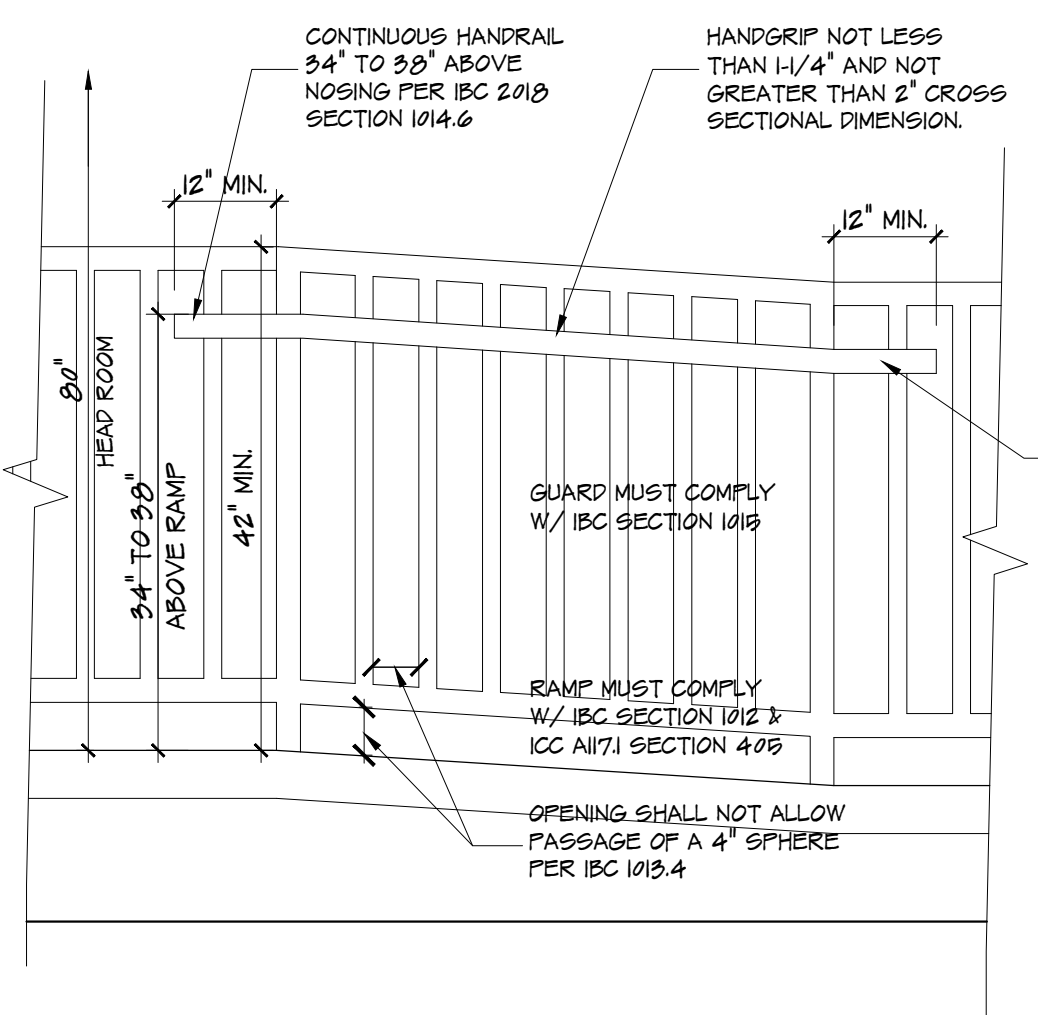 CONTINUOUS HANDRAIL
34" TO 38" ABOVE
NOSING PER IBC 2018
SECTION 1014.6
HANDGRIP NOT LESS
THAN 1-1/4" AND NOT
GREATER THAN 2" CROSS
SECTIONAL DIMENSION.
12" MIN.
12" MIN.
80"
HEAD ROOM
34" TO 38"
ABOVE RAMP
42" MIN.
GUARD MUST COMPLY
W/ IBC SECTION 1015
RAMP MUST COMPLY
W/ IBC SECTION 1012 &
ICC A117.1 SECTION 405
OPENING SHALL NOT ALLOW
PASSAGE OF A 4" SPHERE
PER IBC 1013.4